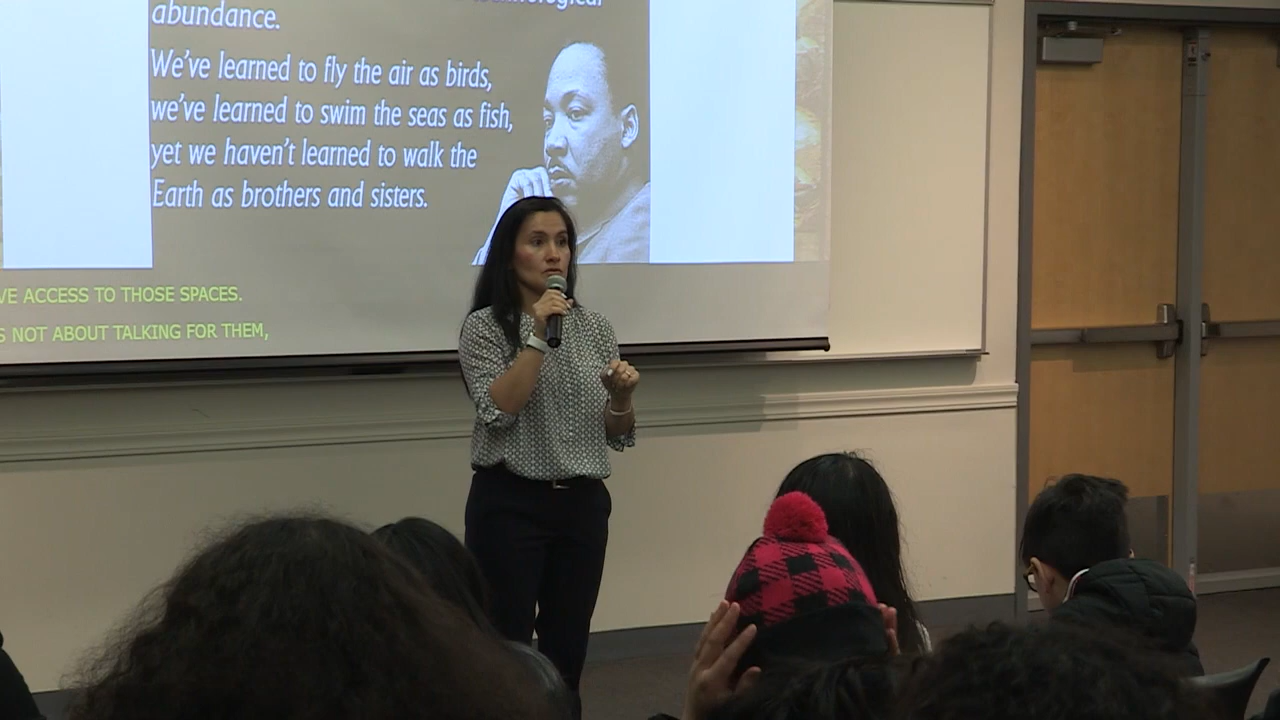 abundance.
We've learned to fly the air as birds,
we've learned to swim the seas as fish,
yet we haven't learned to walk the
Earth as brothers and sisters.
VE ACCESS TO THOSE SPACES.
S NOT ABOUT TALKING FOR THEM,